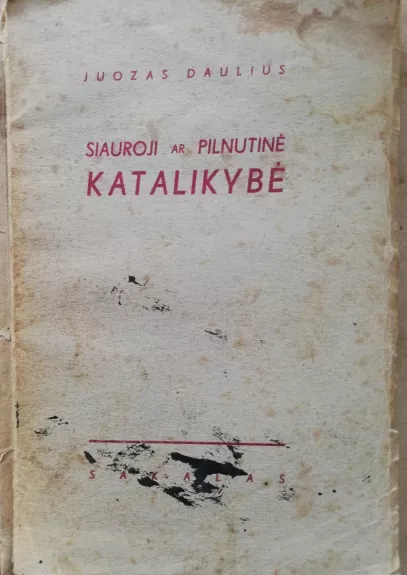 JUOZAS DAULIUS
SIAUROJI AR PILNUTINĖ
KATALIKYBĖ
SAKALAS